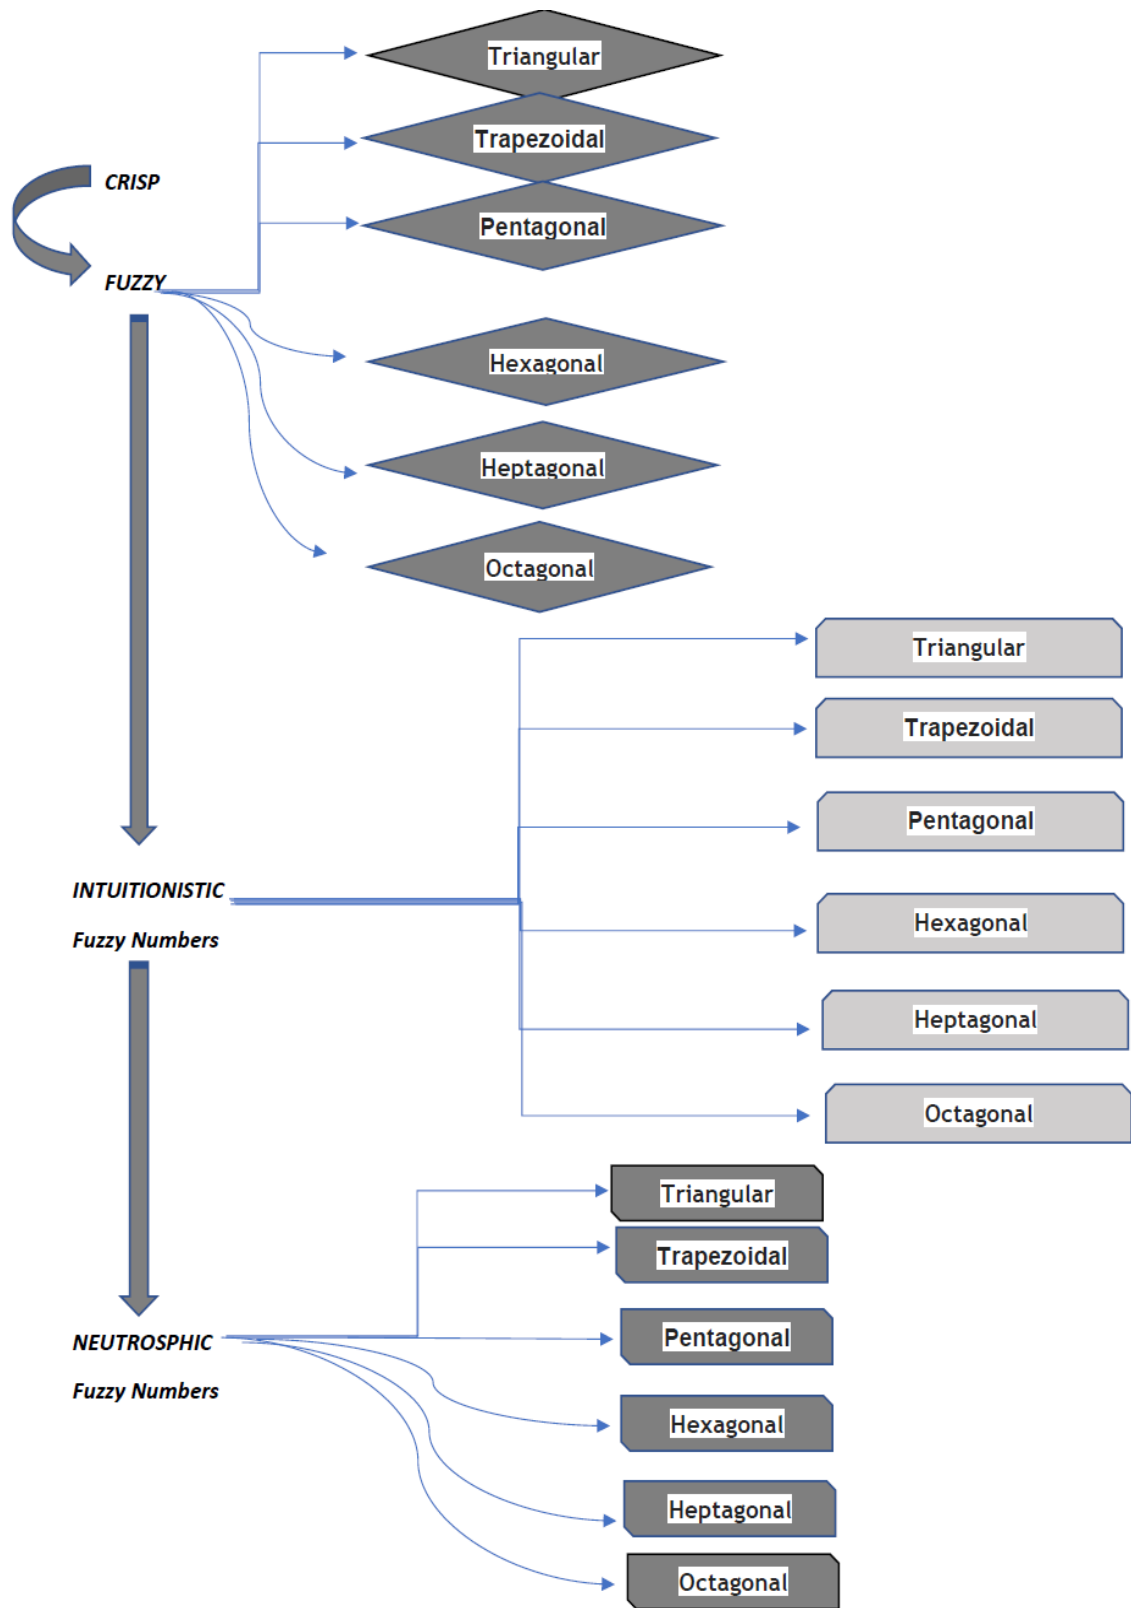 Triangular
Trapezoidal
CRISP
Pentagonal
FUZZY
Hexagonal
Heptagonal
Octagonal
Triangular
Trapezoidal
Pentagonal
INTUITIONISTIC
Fuzzy Numbers
Hexagonal
Heptagonal
Octagonal
Triangular
Trapezoidal
NEUTROSPHIC
Fuzzy Numbers
Pentagonal
Hexagonal
Heptagonal
Octagonal